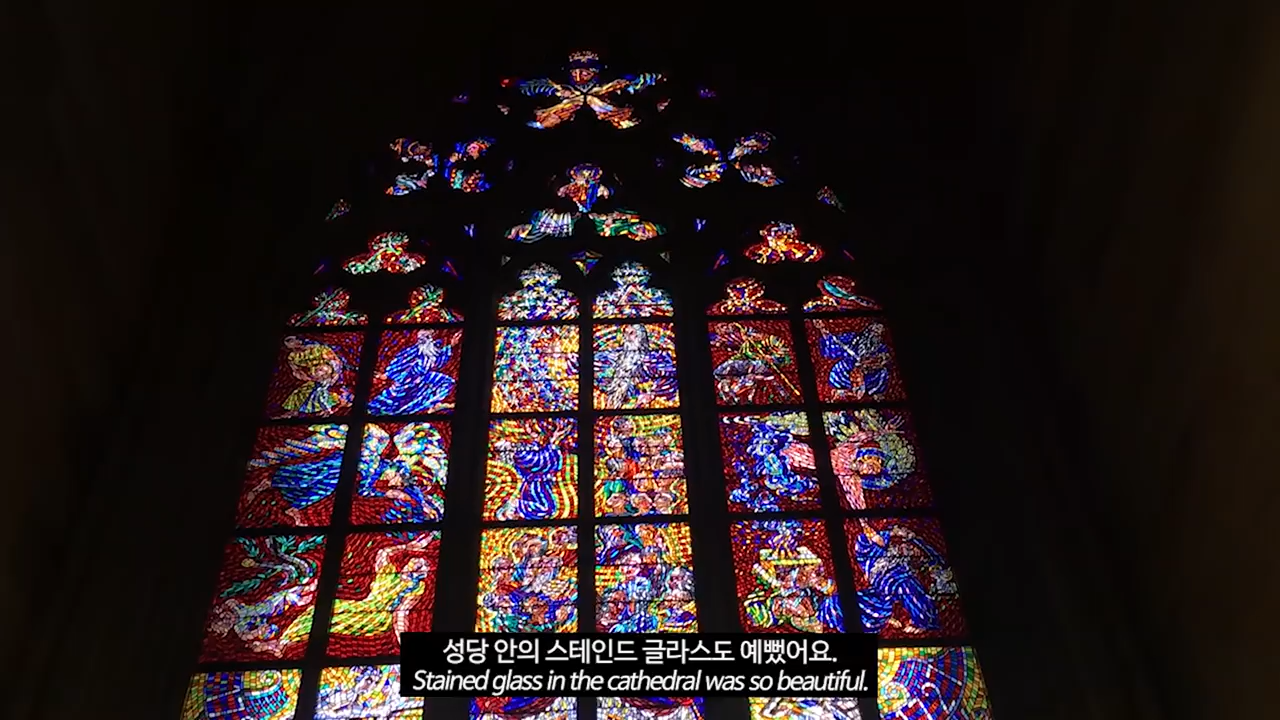 성당 안의 스테인드 글라스도 예뻤어요.
Stained glass in the cathedral was so beautiful.